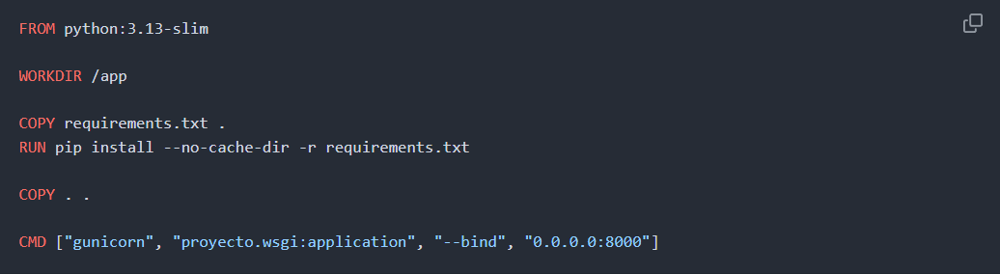 FROM python:3.13-slim
WORKDIR /app
COPY requirements.txt .
RUN pip install --no-cache-dir -r requirements.txt
COPY . .
CMD ["gunicorn", "proyecto.wsgi:application", "--bind", "0.0.0.0:8000"]